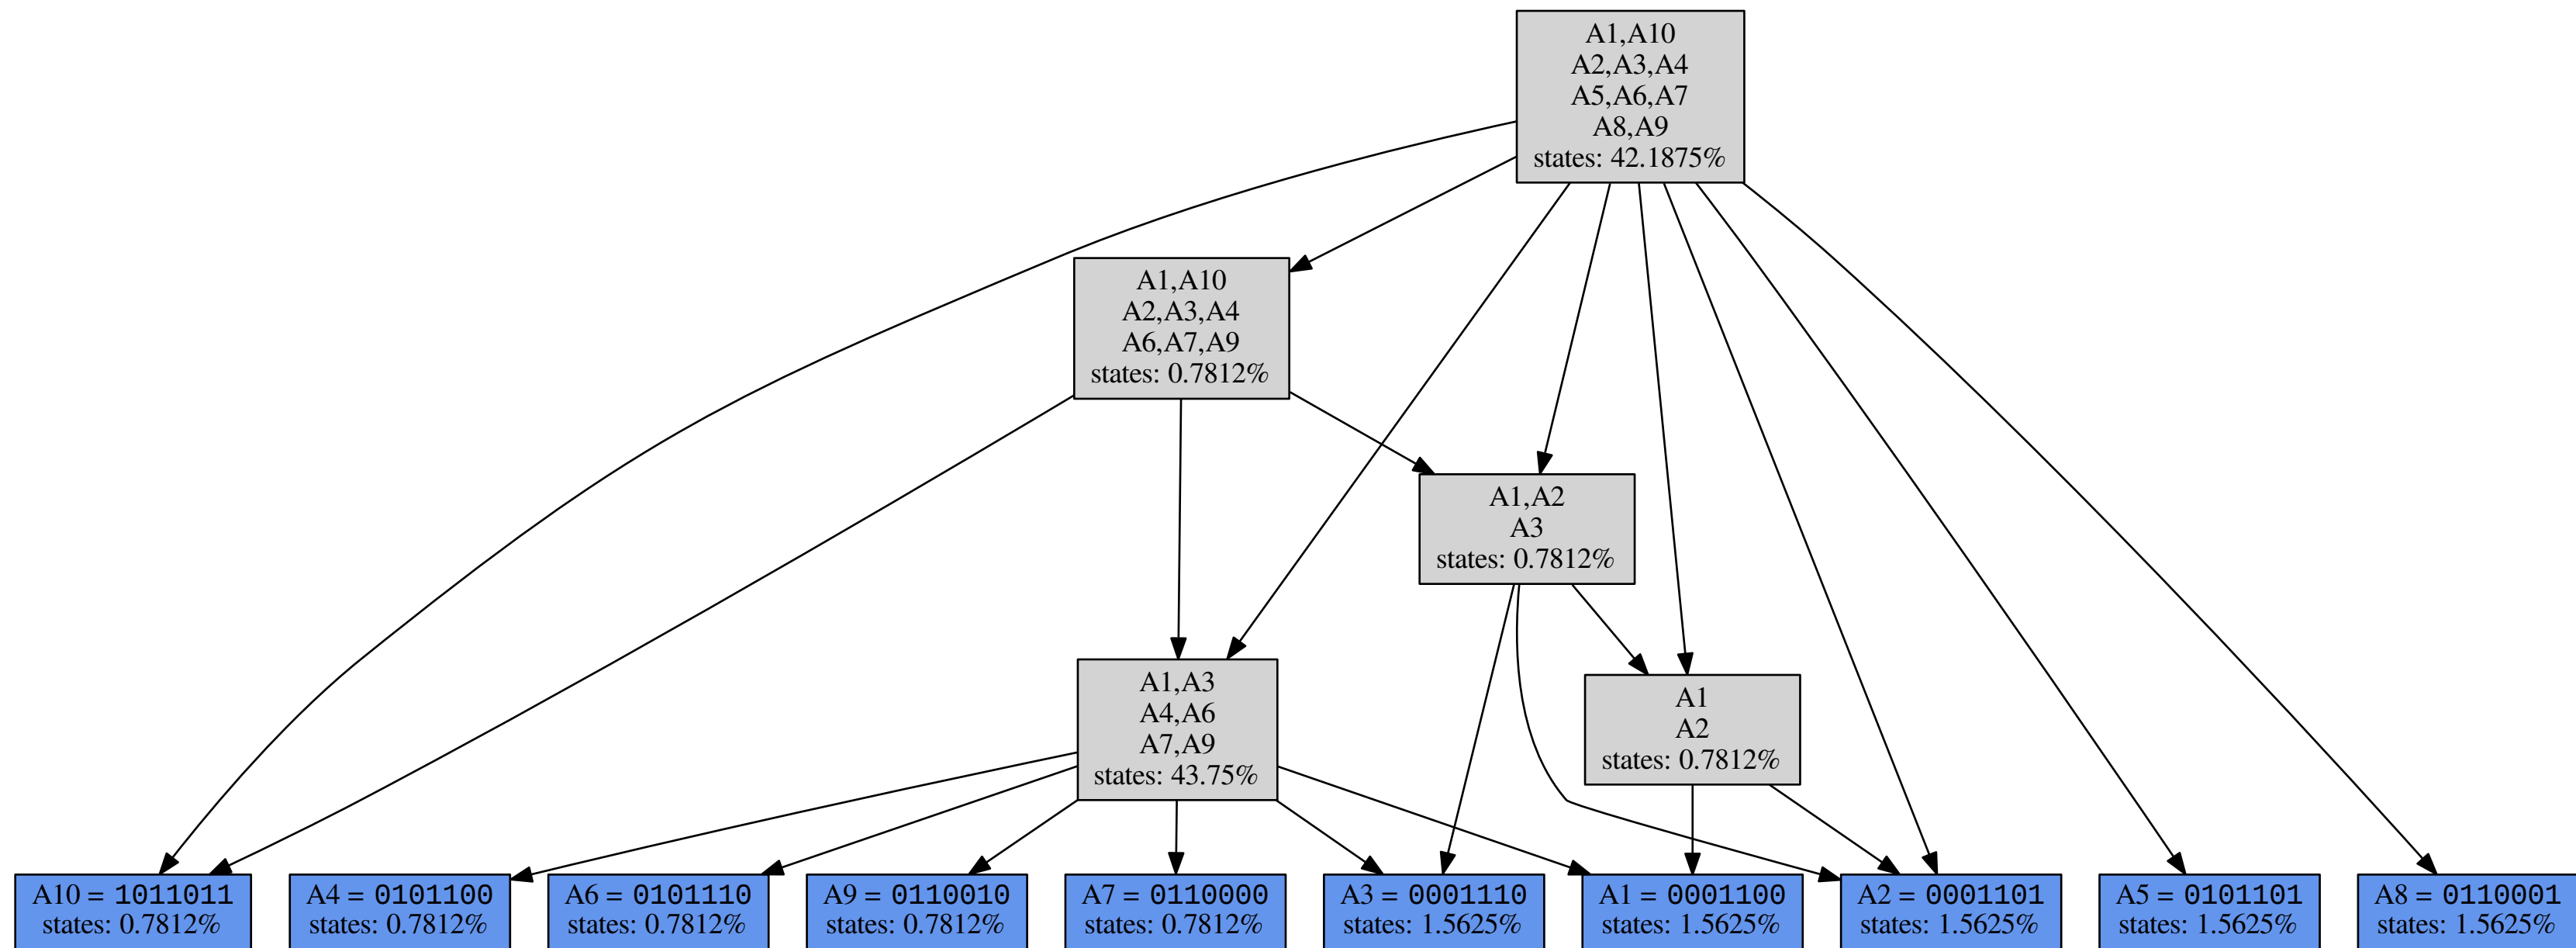 A1,A10
A2,A3,A4
A5,A6,A7
A8,A9
states: 42.1875%
A1,A10
A2,A3,A4
A6,A7,A9
states: 0.7812%
A1,A2
A3
states: 0.7812%
A1,A3
A4,A6
A7,A9
states: 43.75%
A1
A2
states: 0.7812%
A10 = 1011011
states: 0.7812%
A4 = 0101100
states: 0.7812%
A6 = 0101110
states: 0.7812%
A9 = 0110010
states: 0.7812%
A7 = 0110000
states: 0.7812%
A3 = 0001110
states: 1.5625%
A1 = 0001100
states: 1.5625%
A2 = 0001101
states: 1.5625%
A5 = 0101101
states: 1.5625%
A8 = 0110001
states: 1.5625%